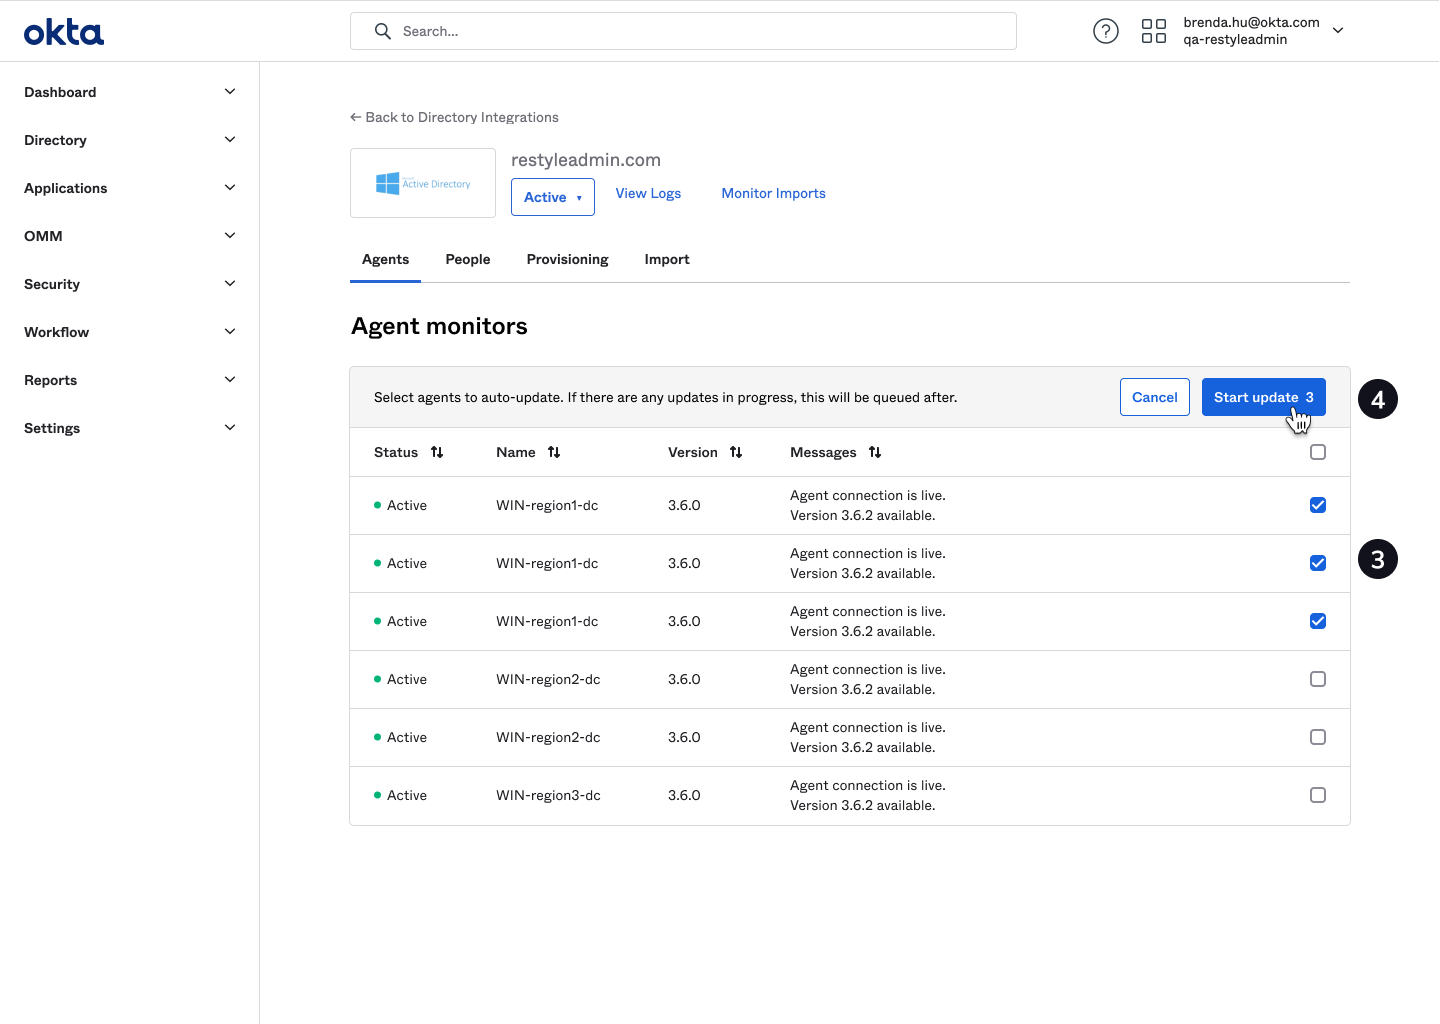 okta
Search...
?
brenda.hu@okta.com
qa-restyleadmin
Dashboard
Directory
Applications
OMM
Security
Workflow
Reports
Settings
← Back to Directory Integrations
Active Directory
restyleadmin.com
Active
View Logs
Monitor Imports
Agents
People
Provisioning
Import
Agent monitors
Select agents to auto-update. If there are any updates in progress, this will be queued after.
Cancel
Start update 3
4
Status
Name
Version
Messages
Active
WIN-region1-dc
3.6.0
Agent connection is live.
Version 3.6.2 available.
Active
WIN-region1-dc
3.6.0
Agent connection is live.
Version 3.6.2 available.
3
Active
WIN-region1-dc
3.6.0
Agent connection is live.
Version 3.6.2 available.
Active
WIN-region2-dc
3.6.0
Agent connection is live.
Version 3.6.2 available.
Active
WIN-region2-dc
3.6.0
Agent connection is live.
Version 3.6.2 available.
Active
WIN-region3-dc
3.6.0
Agent connection is live.
Version 3.6.2 available.